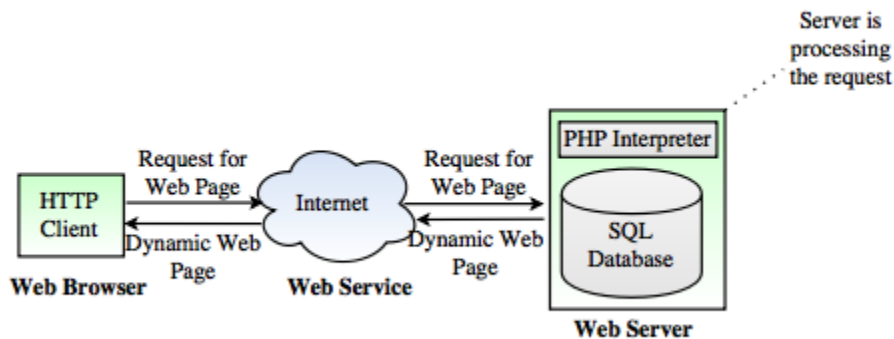 Server is
processing
the request
PHP Interpreter
Request for
Web Page
Request for
Web Page
HTTP
Client
Internet
SQL
Database
Dynamic Web
Page
Dynamic Web
Page
Web Browser
Web Service
Web Server